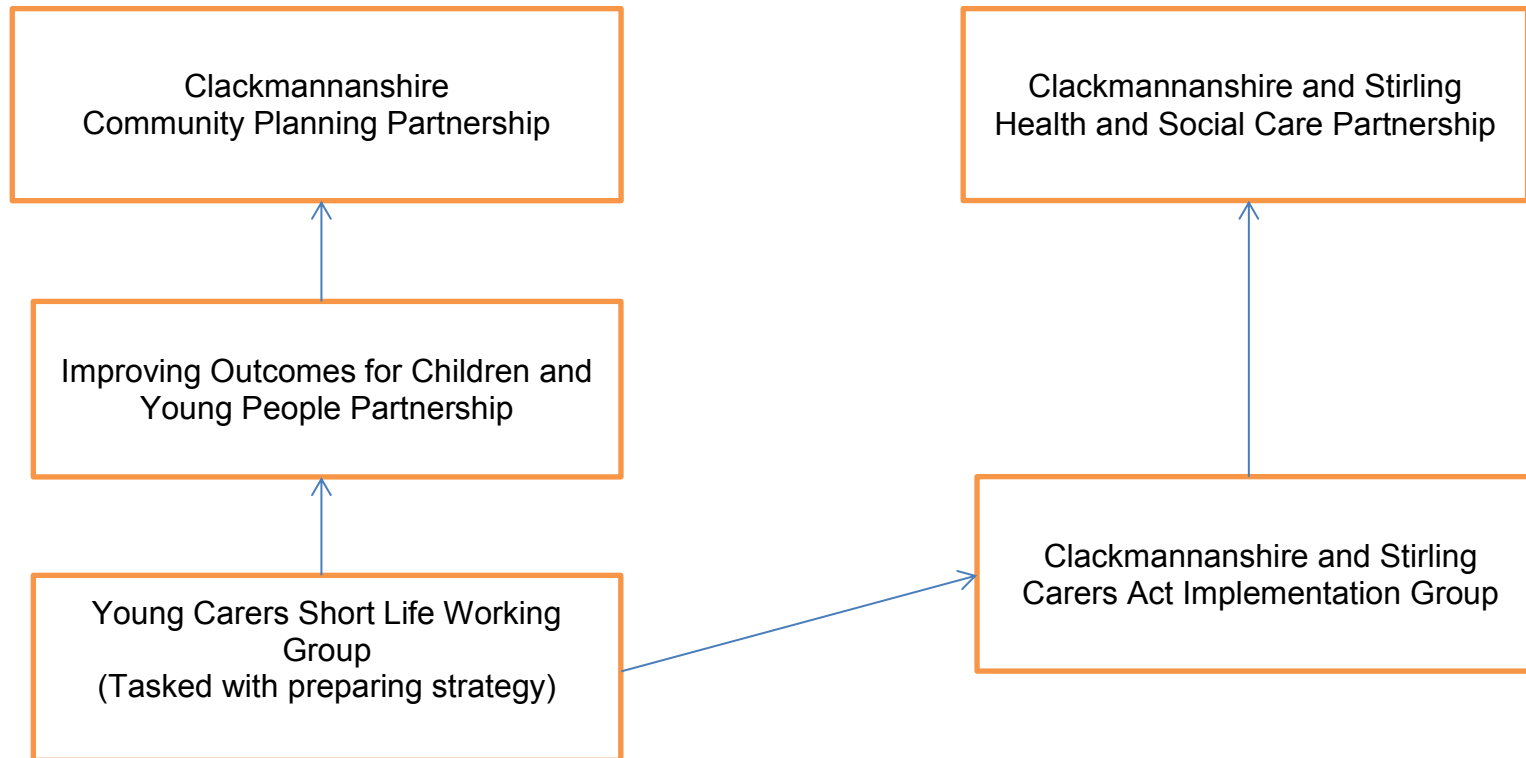 Clackmannanshire
Community Planning Partnership
Clackmannanshire and Stirling
Health and Social Care Partnership
Improving Outcomes for Children and
Young People Partnership
Young Carers Short Life Working
Group
(Tasked with preparing strategy)
Clackmannanshire and Stirling
Carers Act Implementation Group